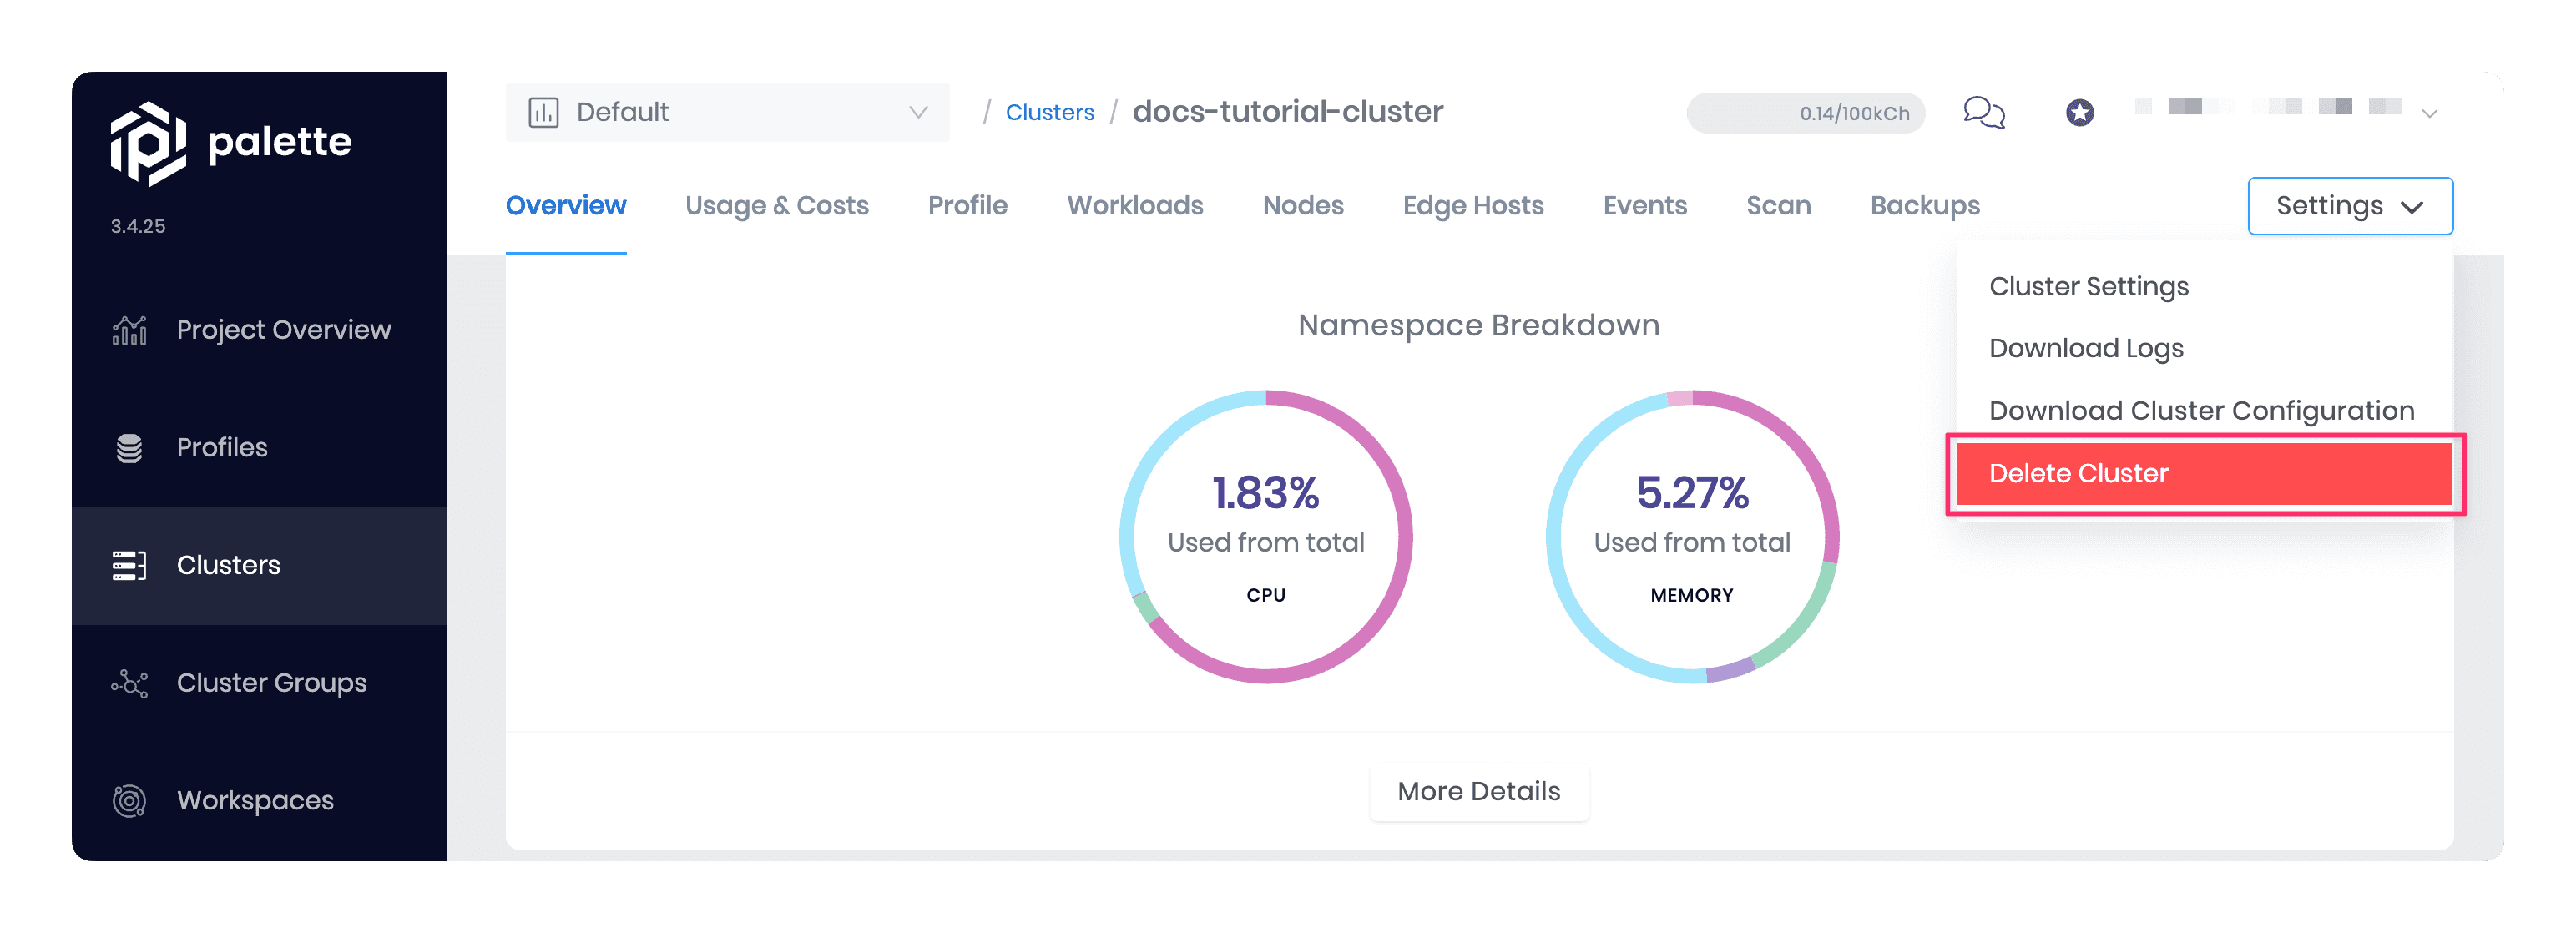 palette
3.4.25
Project Overview
Profiles
Clusters
Cluster Groups
Workspaces
Default
/ Clusters / docs-tutorial-cluster
0.14/100kCh
Overview Usage & Costs Profile Workloads Nodes Edge Hosts Events Scan Backups
Settings
Cluster Settings
Download Logs
Download Cluster Configuration
Delete Cluster
Namespace Breakdown
1.83%
Used from total
CPU
5.27%
Used from total
MEMORY
More Details